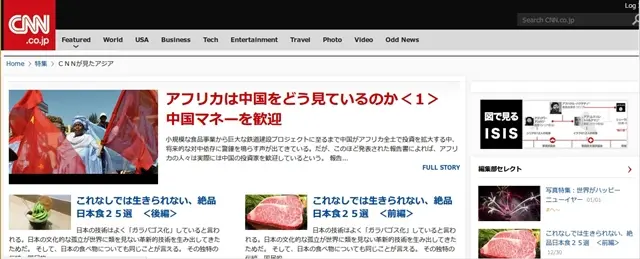 CNN
.co.jp
Log
Search CNN.co.jp
Featured World USA Business Tech Entertainment Travel Photo Video Odd News
Home > 特集 > ＣＮＮが見たアジア
アフリカは中国をどう見ているのか＜１＞
中国マネーを歓迎
小規模な食品事業から巨大な鉄道建設プロジェクトに至るまで中国がアフリカ全土で投資を拡大する中、
将来的な対中依存に警鐘を鳴らす声が出てきている。だが、このほど発表された報告書によれば、アフリ
カの人々は実際には中国の投資家を歓迎しているという。 報告...
FULL STORY
これなしでは生きられない、絶品
日本食２５選 ＜後編＞
日本の技術はよく「ガラパゴス化」していると言わ
れる。日本の文化的な孤立が世界に類を見ない革新的技術を生み出してきた
ためだ。 そして、日本の食べ物についても同じことが言える。 その独特の
これなしでは生きられない、絶品
日本食２５選 ＜前編＞
日本の技術はよく「ガラパゴス化」していると言わ
れる。日本の文化的な孤立が世界に類を見ない革新的技術を生み出してきた
ためだ。 そして、日本の食べ物についても同じことが言える。 その独特の
図で見る
ISIS
編集部セレクト
写真特集：世界がハッピー
ニューイヤー 01/01
これなしでは生きられない、絶
品日本食２５選 ＜前編＞
12/30